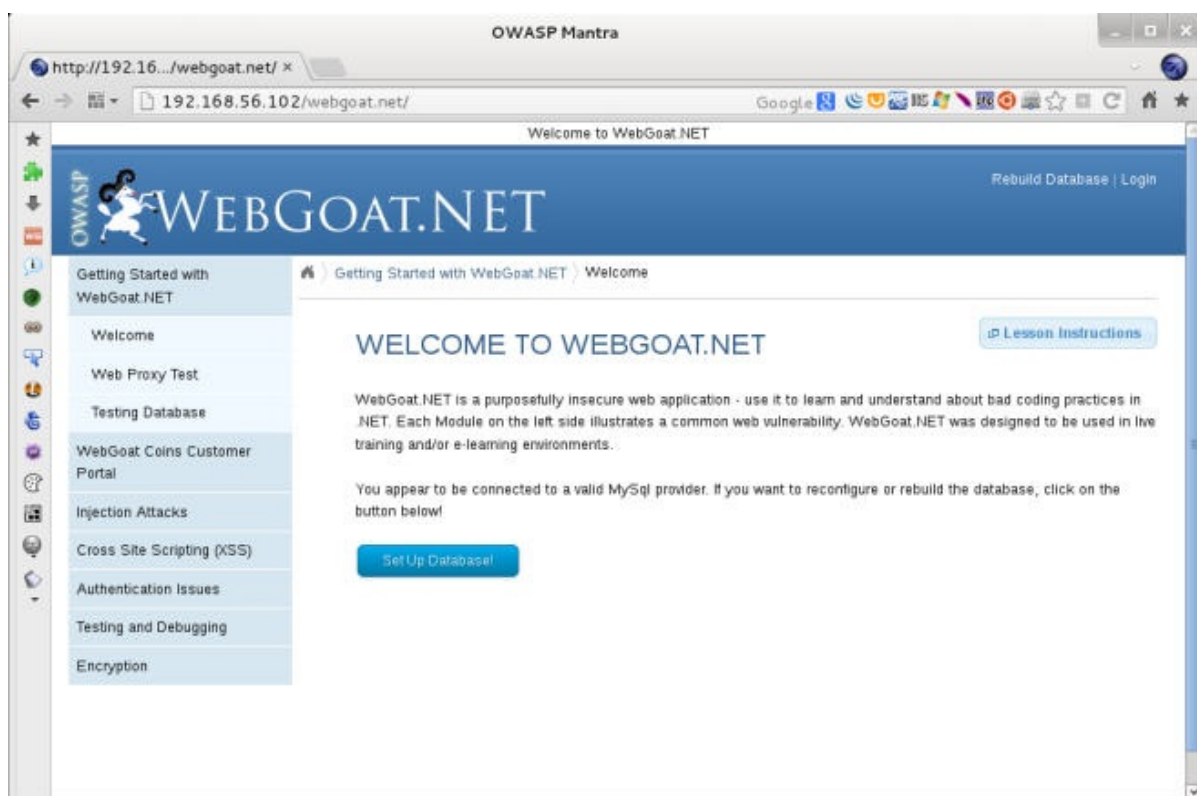 OWASP Mantra
http://192.16.../webgoat.net/ ×
192.168.56.102/webgoat.net/
Google
Welcome to WebGoat.NET
Rebuild Database | Login
OWASP
WEBGOAT.NET
Getting Started with
WebGoat.NET
Welcome
Web Proxy Test
Testing Database
WebGoat Coins Customer
Portal
Injection Attacks
Cross Site Scripting (XSS)
Authentication Issues
Testing and Debugging
Encryption
Getting Started with WebGoat.NET
Welcome
Lesson Instructions
WELCOME TO WEBGOAT.NET
WebGoat.NET is a purposefully insecure web application - use it to learn and understand about bad coding practices in
.NET. Each Module on the left side illustrates a common web vulnerability. WebGoat.NET was designed to be used in live
training and/or e-learning environments.
You appear to be connected to a valid MySql provider. If you want to reconfigure or rebuild the database, click on the
button below!
Set Up Database!